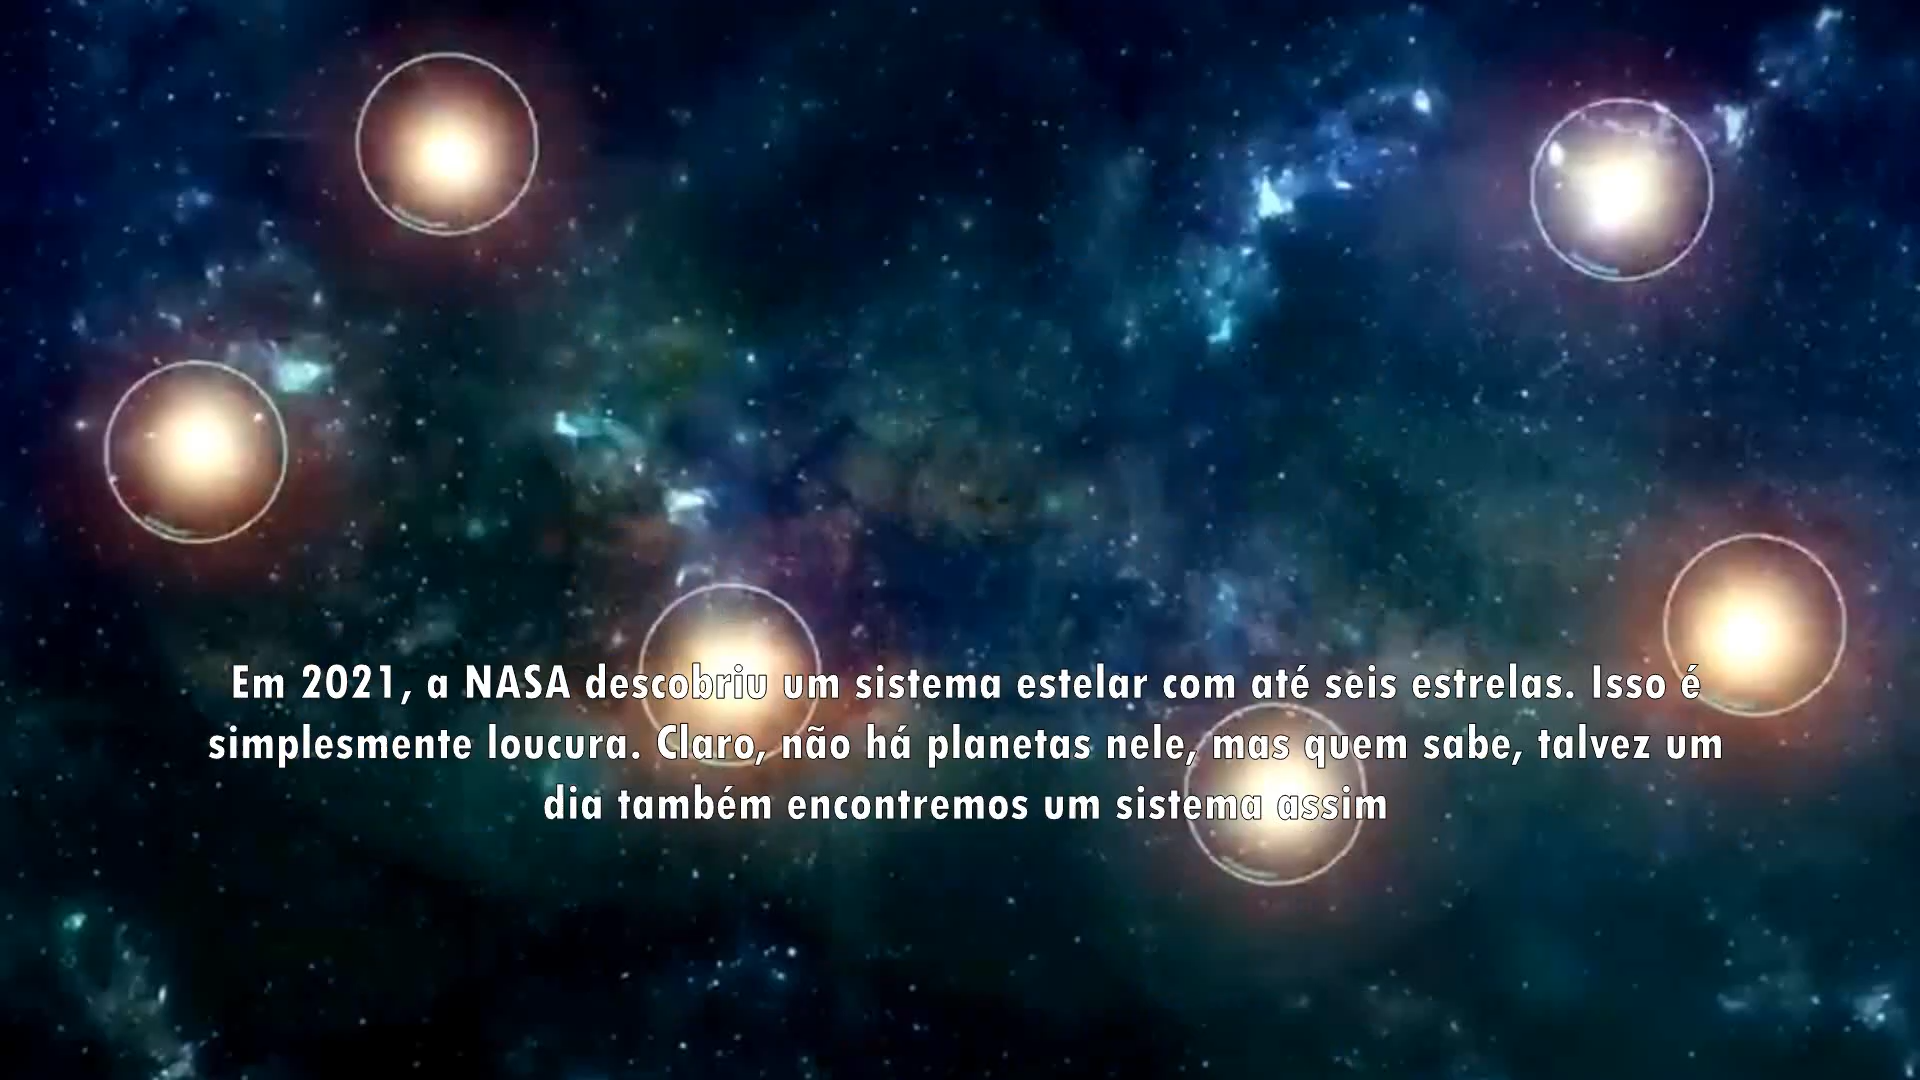 Em 2021, a NASA descobriu um sistema estelar com até seis estrelas. Isso é
simplesmente loucura. Claro, não há planetas nele, mas quem sabe, talvez um
dia também encontremos um sistema assim